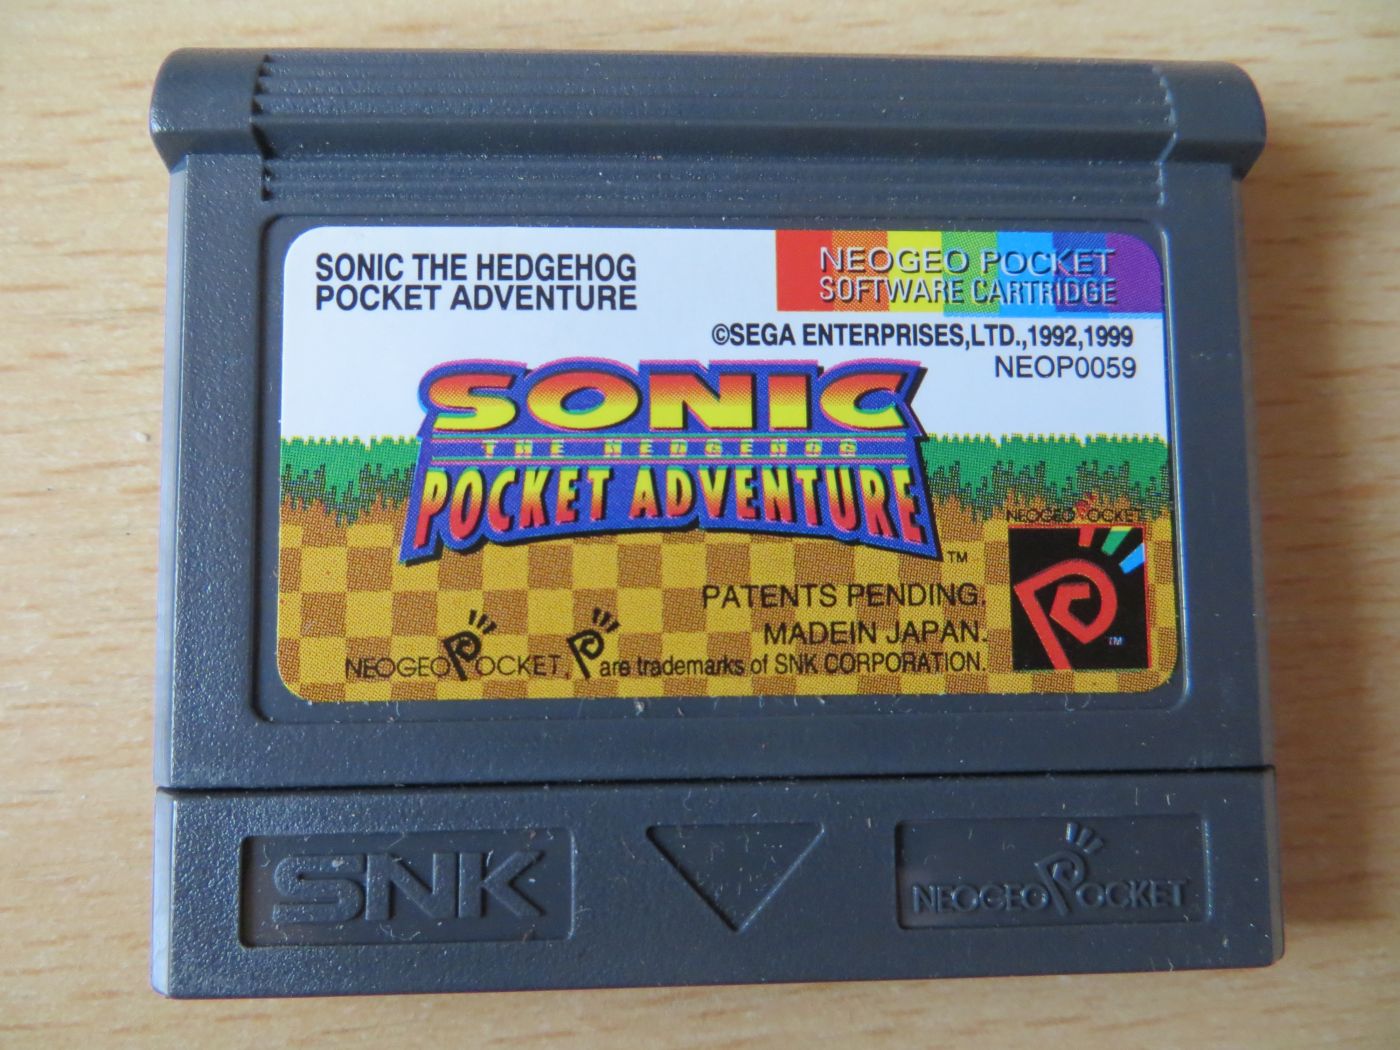 SONIC THE HEDGEHOG
POCKET ADVENTURE
NEOGEO POCKET
SOFTWARE CARTRIDGE
©SEGA ENTERPRISES,LTD.,1992,1999
NEOP0059
SONIC
THE HEDGEHOG
POCKET ADVENTURE
TM
NEOGEO POCKET
TM
PATENTS PENDING.
MADEIN JAPAN.
NEOGEO POCKET, P are trademarks of SNK CORPORATION.
SNK
NEOGEO POCKET